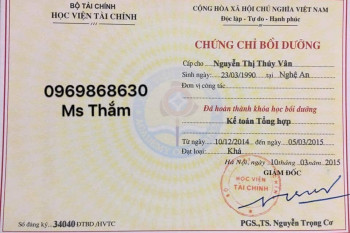 BỘ TÀI CHÍNH
HỌC VIỆN TÀI CHÍNH
CỘNG HÒA XÃ HỘI CHỦ NGHĨA VIỆT NAM
Độc lập - Tự do - Hạnh phúc
CHỨNG CHỈ BỒI DƯỠNG
Cấp cho Nguyễn Thị Thúy Vân
Sinh ngày: 23/03/1990 tại Nghệ An
Đơn vị công tác
0969868630
Ms Thắm
Đã hoàn thành khóa học bồi dưỡng
Kế toán Tổng hợp
Từ ngày 10/12/2014 đến 05/03/2015
Đạt loại: Khá
Hà Nội, ngày 10 tháng 03 năm 2015
GIÁM ĐỐC
HỌC VIỆN
TÀI CHÍNH
Số đăng ký 34040 ĐTBD /HVTC
PGS.,TS. Nguyễn Trọng Cơ